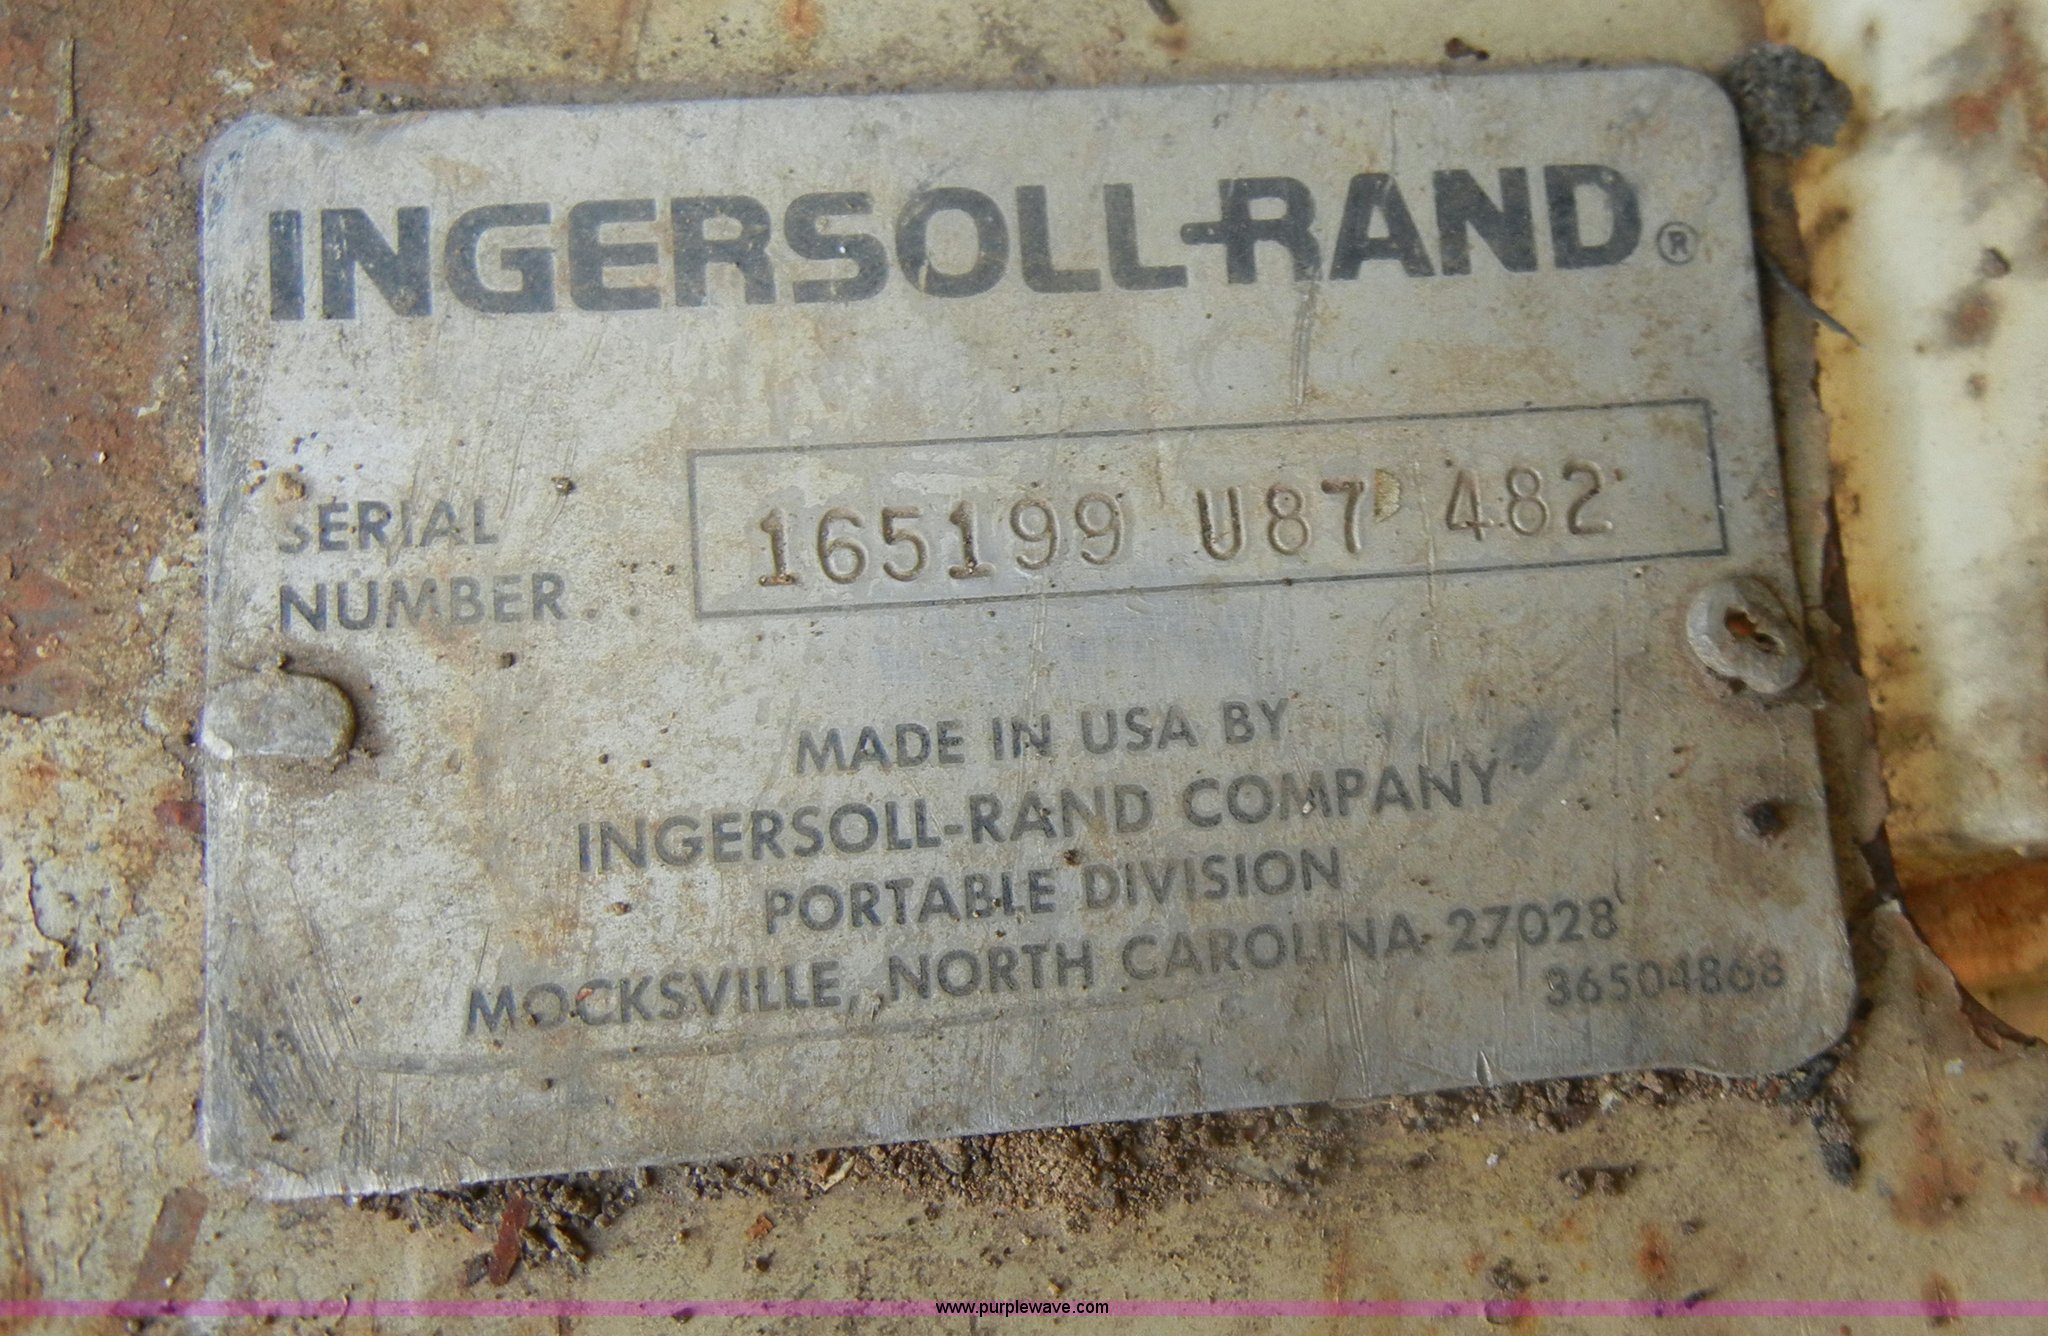 INGERSOLL-RAND®
SERIAL
NUMBER
165199 U87 482
MADE IN USA BY
INGERSOLL-RAND COMPANY
PORTABLE DIVISION
MOCKSVILLE, NORTH CAROLINA 27028
36504868
www.purplewave.com